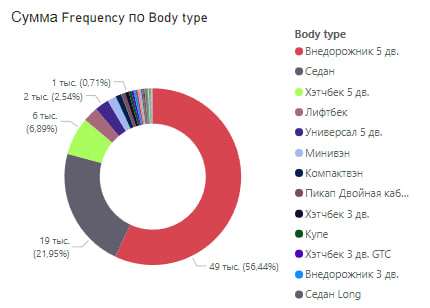 Сумма Frequency по Body type
Body type
Внедорожник 5 дв.
Седан
Хэтчбек 5 дв.
Лифтбек
Универсал 5 дв.
Минивэн
Компактвэн
Пикап Двойная каб...
Хэтчбек 3 дв.
Купе
Хэтчбек 3 дв. GTC
Внедорожник 3 дв.
Седан Long
1 тыс. (0,71%)
2 тыс. (2,54%)
6 тыс.
(6,89%)
19 тыс.
(21,95%)
49 тыс. (56,44%)